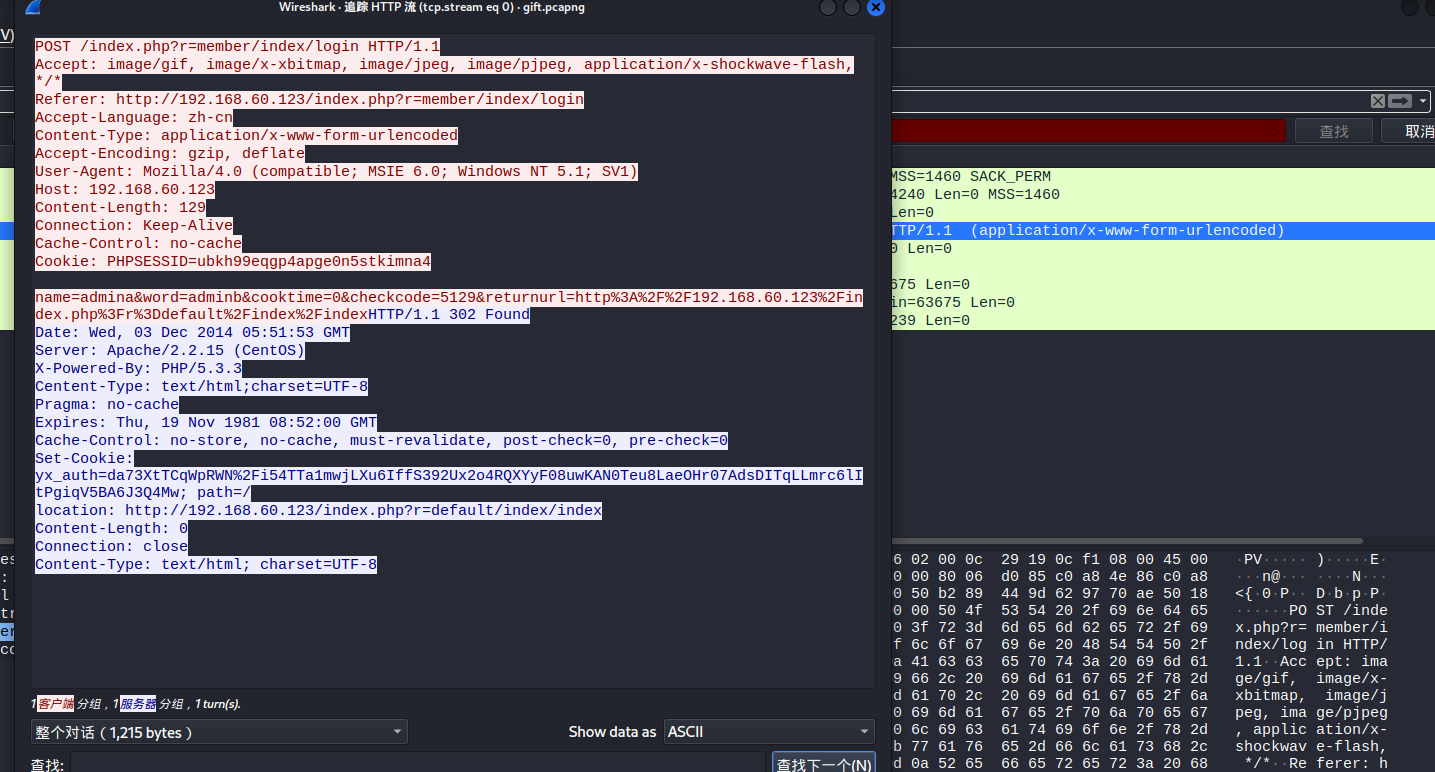 Wireshark · 追踪 HTTP 流 (tcp.stream eq 0) · gift.pcapng
V)
POST /index.php?r=member/index/login HTTP/1.1
Accept: image/gif, image/x-xbitmap, image/jpeg, image/pjpeg, application/x-shockwave-flash,
*/*
Referer: http://192.168.60.123/index.php?r=member/index/login
Accept-Language: zh-cn
Content-Type: application/x-www-form-urlencoded
Accept-Encoding: gzip, deflate
User-Agent: Mozilla/4.0 (compatible; MSIE 6.0; Windows NT 5.1; SV1)
Host: 192.168.60.123
Content-Length: 129
Connection: Keep-Alive
Cache-Control: no-cache
Cookie: PHPSESSID=ubkh99eqgp4apge0n5stkimna4
name=admina&word=adminb&cooktime=0&checkcode=5129&returnurl=http%3A%2F%2F192.168.60.123%2Fin
dex.php%3Fr%3Ddefault%2Findex%2FindexHTTP/1.1 302 Found
Date: Wed, 03 Dec 2014 05:51:53 GMT
Server: Apache/2.2.15 (CentOS)
X-Powered-By: PHP/5.3.3
Centent-Type: text/html;charset=UTF-8
Pragma: no-cache
Expires: Thu, 19 Nov 1981 08:52:00 GMT
Cache-Control: no-store, no-cache, must-revalidate, post-check=0, pre-check=0
Set-Cookie:
yx_auth=da73XtTCqWpRWN%2Fi54TTa1mwjLXu6IffS392Ux2o4RQXYyF08uwKAN0Teu8LaeOHr07AdsDITqLLmrc6lI
tPgiqV5BA6J3Q4Mw; path=/
location: http://192.168.60.123/index.php?r=default/index/index
Content-Length: 0
Connection: close
Content-Type: text/html; charset=UTF-8
1 客户端 分组，1 服务器 分组，1 turn(s).
整个对话（1,215 bytes）
Show data as ASCII
查找:
查找下一个(N)
查找
取消
MSS=1460 SACK_PERM
4240 Len=0 MSS=1460
Len=0
TTP/1.1 (application/x-www-form-urlencoded)
0 Len=0
675 Len=0
in=63675 Len=0
239 Len=0
es
:
l
tr
er
co
6 02 00 0c 29 19 0c f1 08 00 45 00 ·PV····· )·····E·
0 00 80 06 d0 85 c0 a8 4e 86 c0 a8 ···n@··· ····N···
0 50 b2 89 44 9d 62 97 70 ae 50 18 <{·0·P·· D·b·p·P·
0 00 50 4f 53 54 20 2f 69 6e 64 65 ······PO ST /inde
0 3f 72 3d 6d 65 6d 62 65 72 2f 69 x.php?r= member/i
f 6c 6f 67 69 6e 20 48 54 54 50 2f ndex/log in HTTP/
a 41 63 63 65 70 74 3a 20 69 6d 61 1.1··Acc ept: ima
9 66 2c 20 69 6d 61 67 65 2f 78 2d ge/gif, image/x-
d 61 70 2c 20 69 6d 61 67 65 2f 6a xbitmap, image/j
0 69 6d 61 67 65 2f 70 6a 70 65 67 peg, ima ge/pjpeg
0 6c 69 63 61 74 69 6f 6e 2f 78 2d , applic ation/x-
b 77 61 76 65 2d 66 6c 61 73 68 2c shockwav e-flash,
d 0a 52 65 66 65 72 65 72 3a 20 68 */*··Re ferer: h